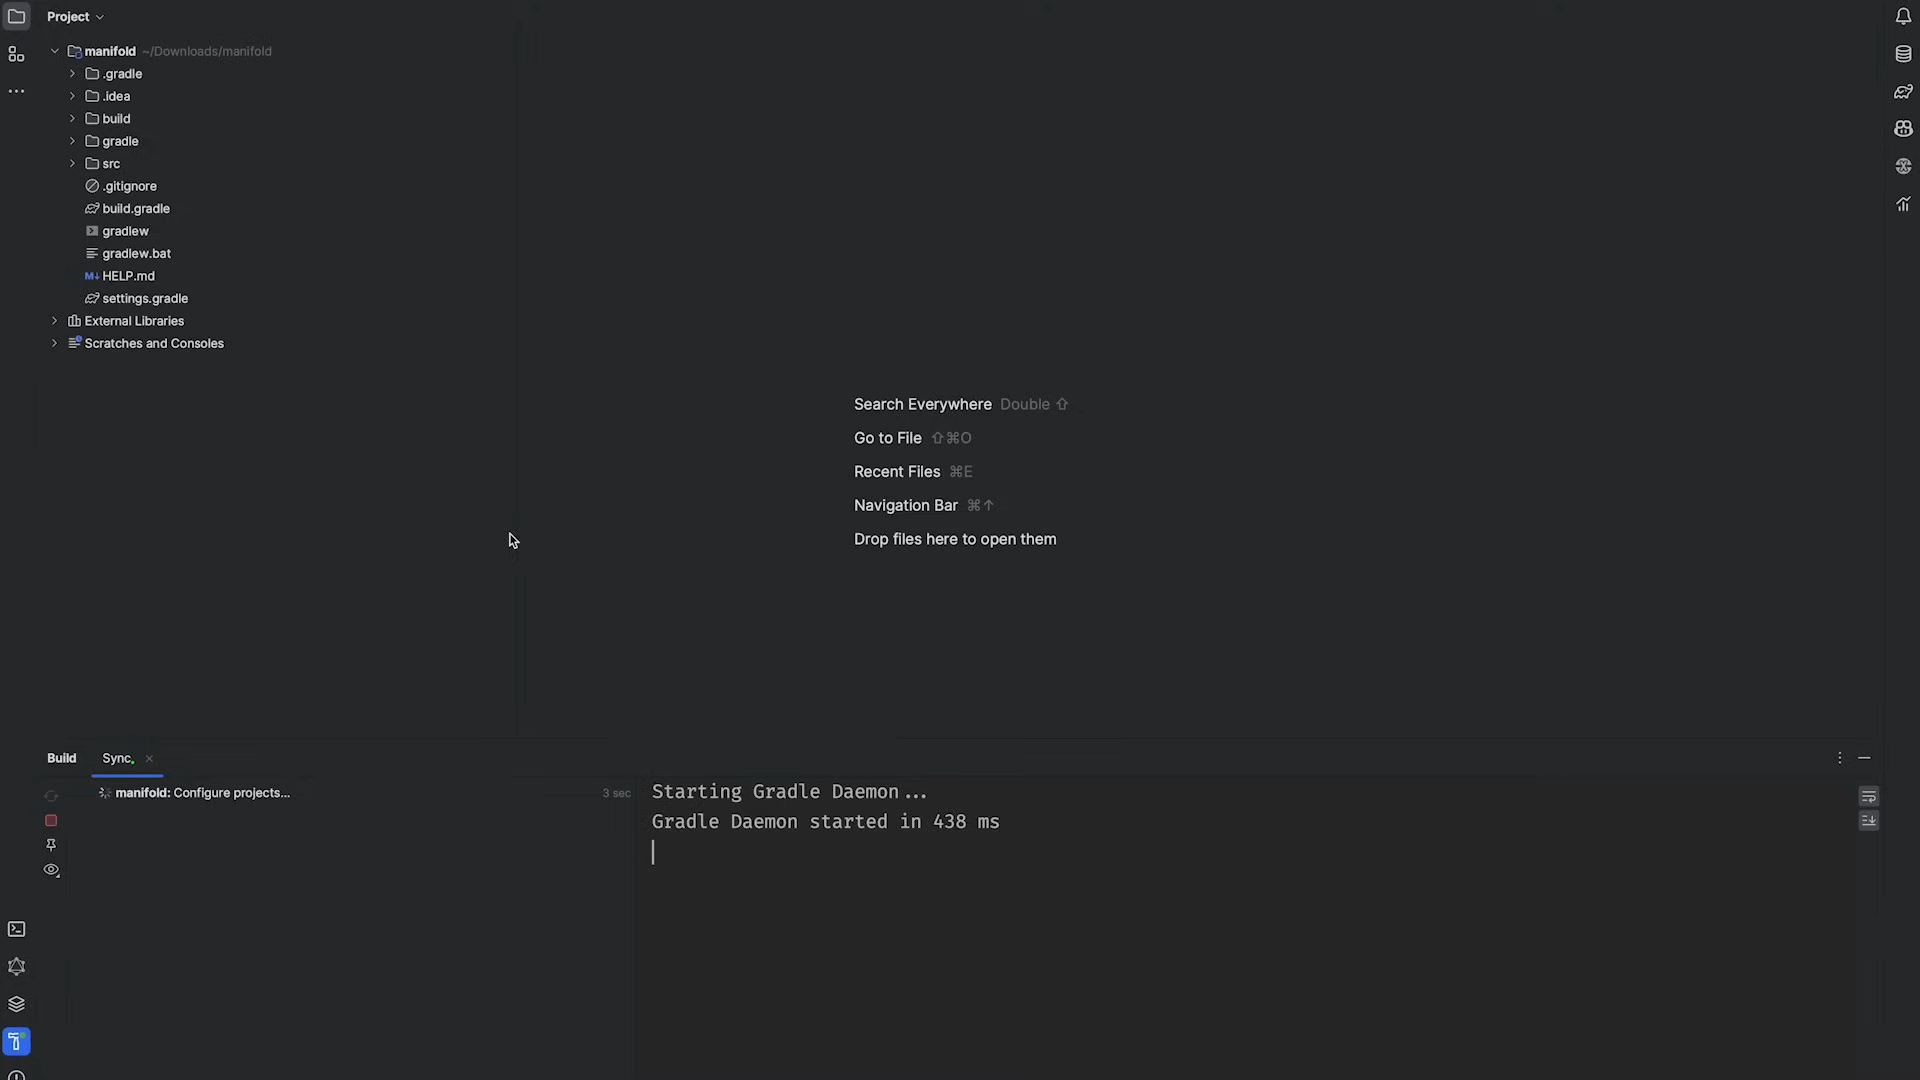 Project
manifold ~/Downloads/manifold
.gradle
.idea
build
gradle
src
.gitignore
build.gradle
gradlew
gradlew.bat
M↓ HELP.md
settings.gradle
External Libraries
Scratches and Consoles
Search Everywhere Double ⇧
Go to File ⇧⌘O
Recent Files ⌘E
Navigation Bar ⌘↑
Drop files here to open them
Build Sync
manifold: Configure projects... 3 sec
Starting Gradle Daemon...
Gradle Daemon started in 438 ms